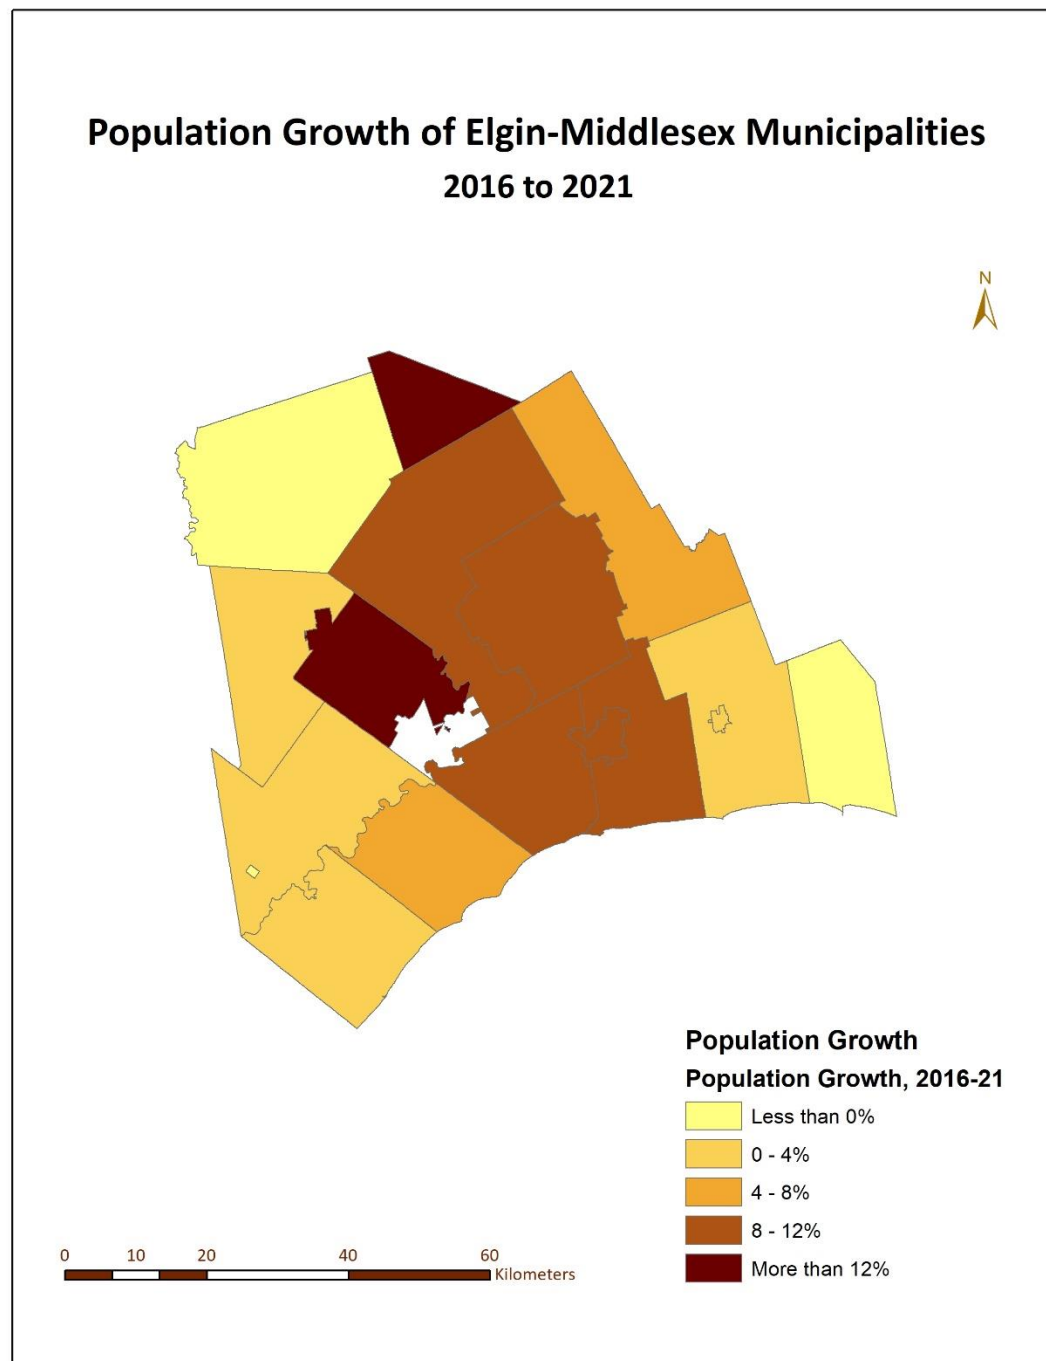 Population Growth of Elgin-Middlesex Municipalities
2016 to 2021
N
Population Growth
Population Growth, 2016-21
Less than 0%
0 - 4%
4 - 8%
8 - 12%
More than 12%
0 10 20 40 60
Kilometers